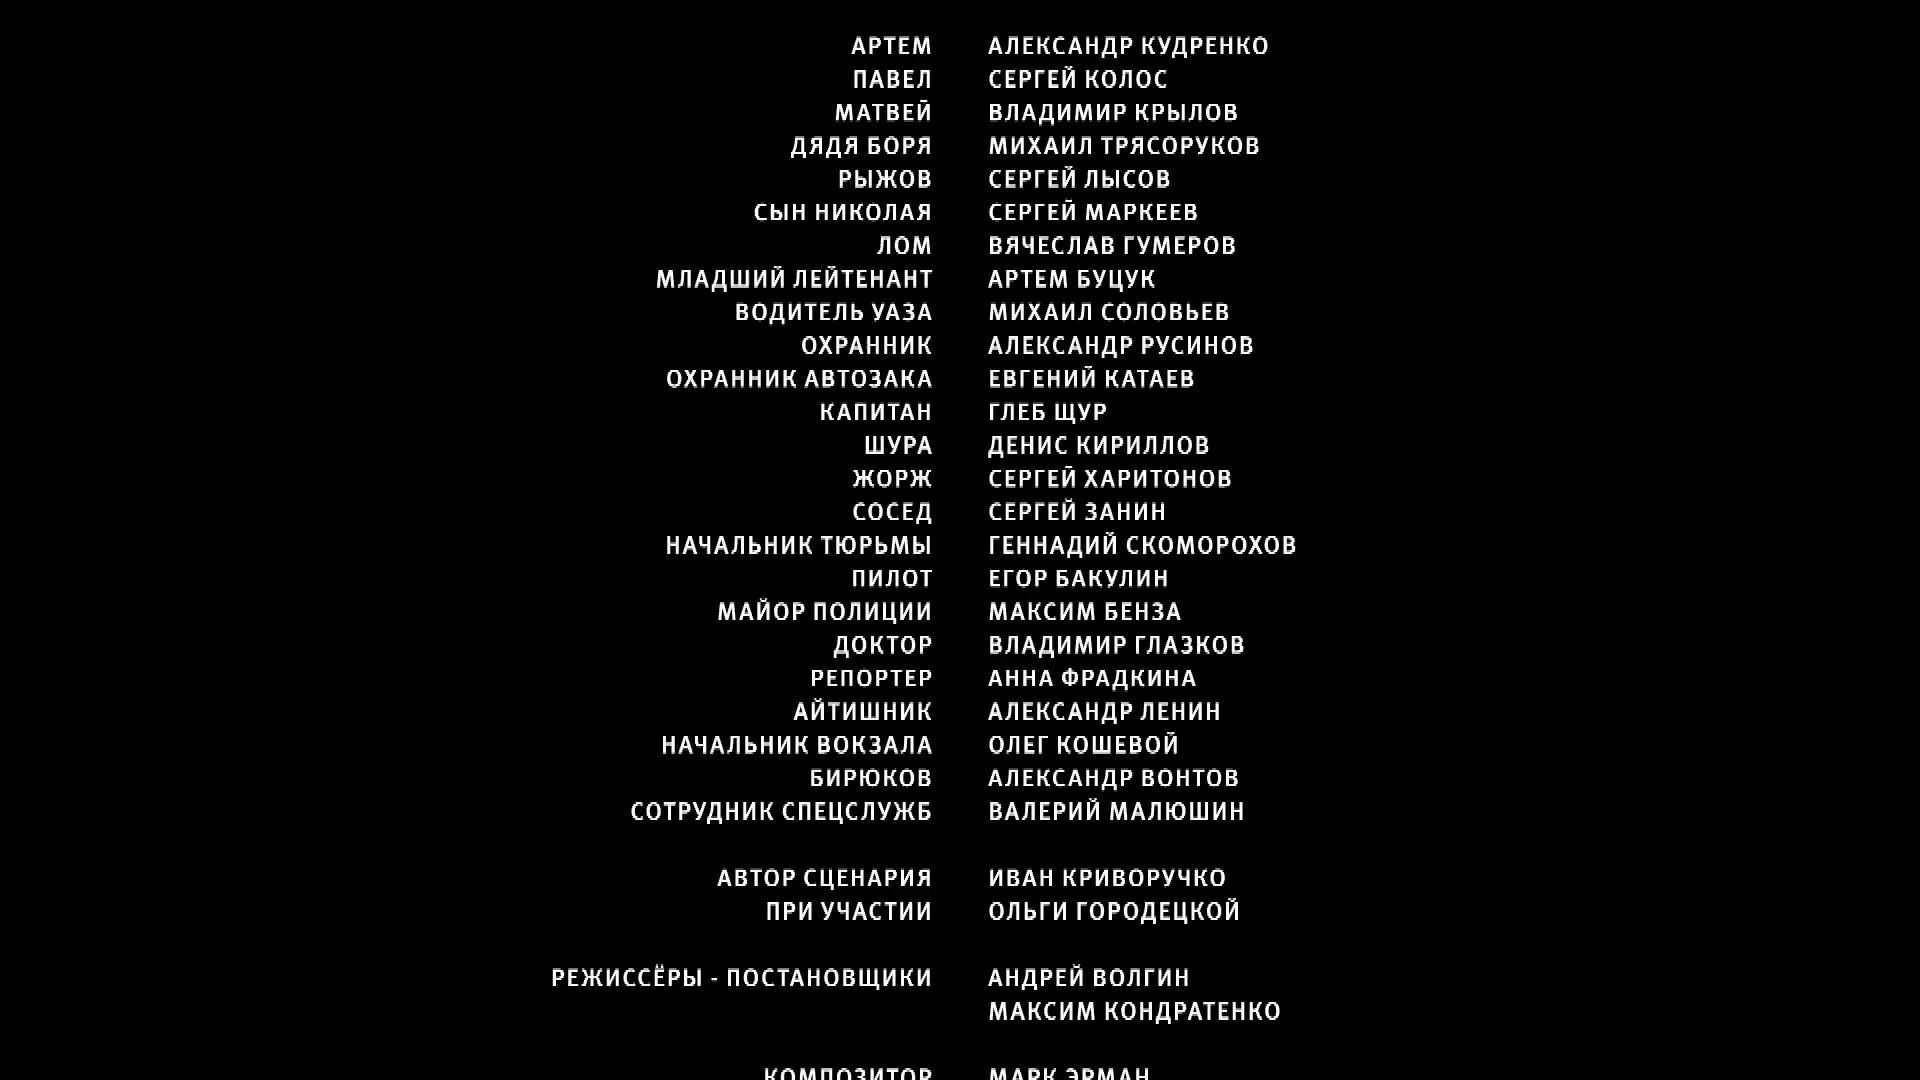 АРТЕМ АЛЕКСАНДР КУДРЕНКО
ПАВЕЛ СЕРГЕЙ КОЛОС
МАТВЕЙ ВЛАДИМИР КРЫЛОВ
ДЯДЯ БОРЯ МИХАИЛ ТРЯСОРУКОВ
РЫЖОВ СЕРГЕЙ ЛЫСОВ
СЫН НИКОЛАЯ СЕРГЕЙ МАРКЕЕВ
ЛОМ ВЯЧЕСЛАВ ГУМЕРОВ
МЛАДШИЙ ЛЕЙТЕНАНТ АРТЕМ БУЦУК
ВОДИТЕЛЬ УАЗА МИХАИЛ СОЛОВЬЕВ
ОХРАННИК АЛЕКСАНДР РУСИНОВ
ОХРАННИК АВТОЗАКА ЕВГЕНИЙ КАТАЕВ
КАПИТАН ГЛЕБ ЩУР
ШУРА ДЕНИС КИРИЛЛОВ
ЖОРЖ СЕРГЕЙ ХАРИТОНОВ
СОСЕД СЕРГЕЙ ЗАНИН
НАЧАЛЬНИК ТЮРЬМЫ ГЕННАДИЙ СКОМОРОХОВ
ПИЛОТ ЕГОР БАКУЛИН
МАЙОР ПОЛИЦИИ МАКСИМ БЕНЗА
ДОКТОР ВЛАДИМИР ГЛАЗКОВ
РЕПОРТЕР АННА ФРАДКИНА
АЙТИШНИК АЛЕКСАНДР ЛЕНИН
НАЧАЛЬНИК ВОКЗАЛА ОЛЕГ КОШЕВОЙ
БИРЮКОВ АЛЕКСАНДР ВОНТОВ
СОТРУДНИК СПЕЦСЛУЖБ ВАЛЕРИЙ МАЛЮШИН
АВТОР СЦЕНАРИЯ ИВАН КРИВОРУЧКО
ПРИ УЧАСТИИ ОЛЬГИ ГОРОДЕЦКОЙ
РЕЖИССЁРЫ - ПОСТАНОВЩИКИ АНДРЕЙ ВОЛГИН
МАКСИМ КОНДРАТЕНКО
КОМПОЗИТОР МАРК ЭРМАН